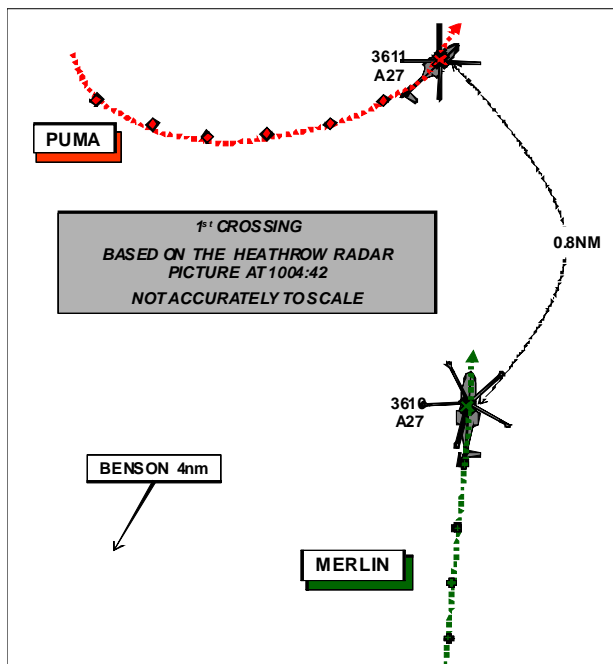 3611
A27
PUMA
1st CROSSING
BASED ON THE HEATHROW RADAR
PICTURE AT 1004:42
NOT ACCURATELY TO SCALE
0.8NM
3610
A27
BENSON 4nm
MERLIN